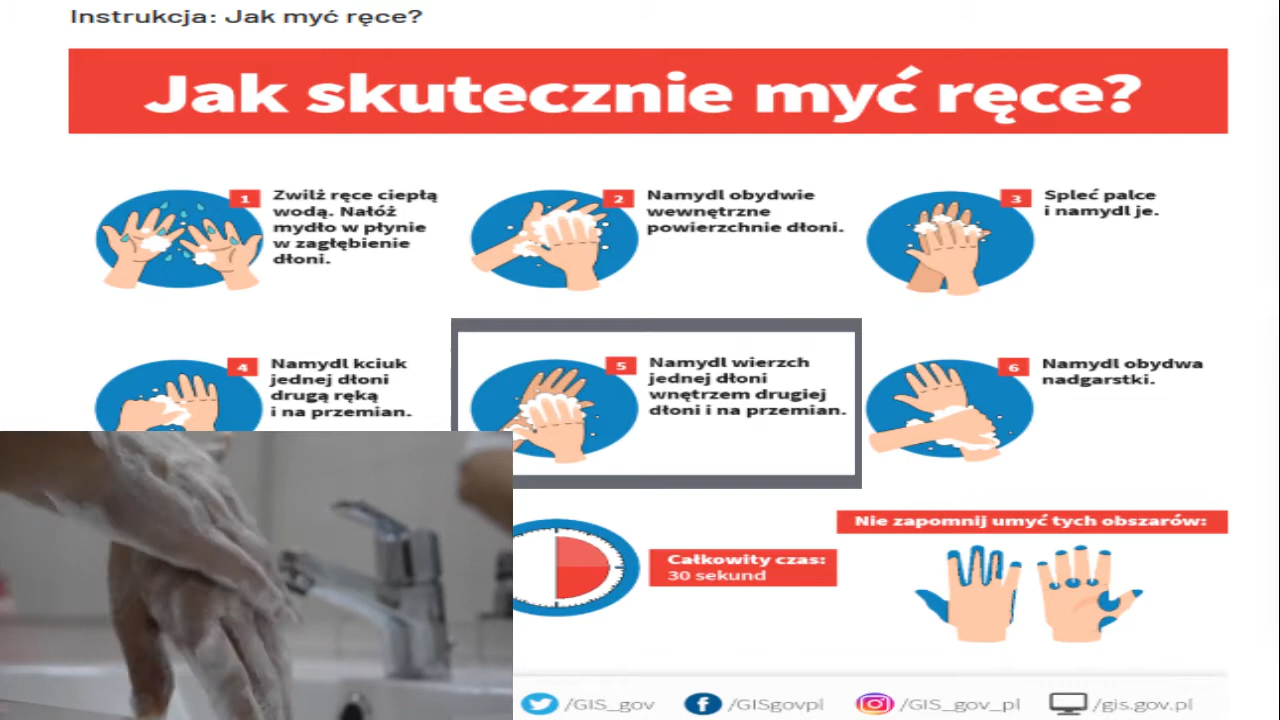 Instrukcja: Jak myć ręce?
Jak skutecznie myć ręce?
1
Zwilż ręce ciepłą
wodą. Nałóż
mydło w płynie
w zagłębienie
dłoni.
2
Namydl obydwie
wewnętrzne
powierzchnie dłoni.
3
Spleć palce
i namydl je.
4
Namydl kciuk
jednej dłoni
drugą ręką
i na przemian.
5
Namydl wierzch
jednej dłoni
wnętrzem drugiej
dłoni i na przemian.
6
Namydl obydwa
nadgarstki.
Całkowity czas:
30 sekund
Nie zapomnij umyć tych obszarów:
/GIS_gov
/GISgovpl
/GIS_gov_pl
/gis.gov.pl